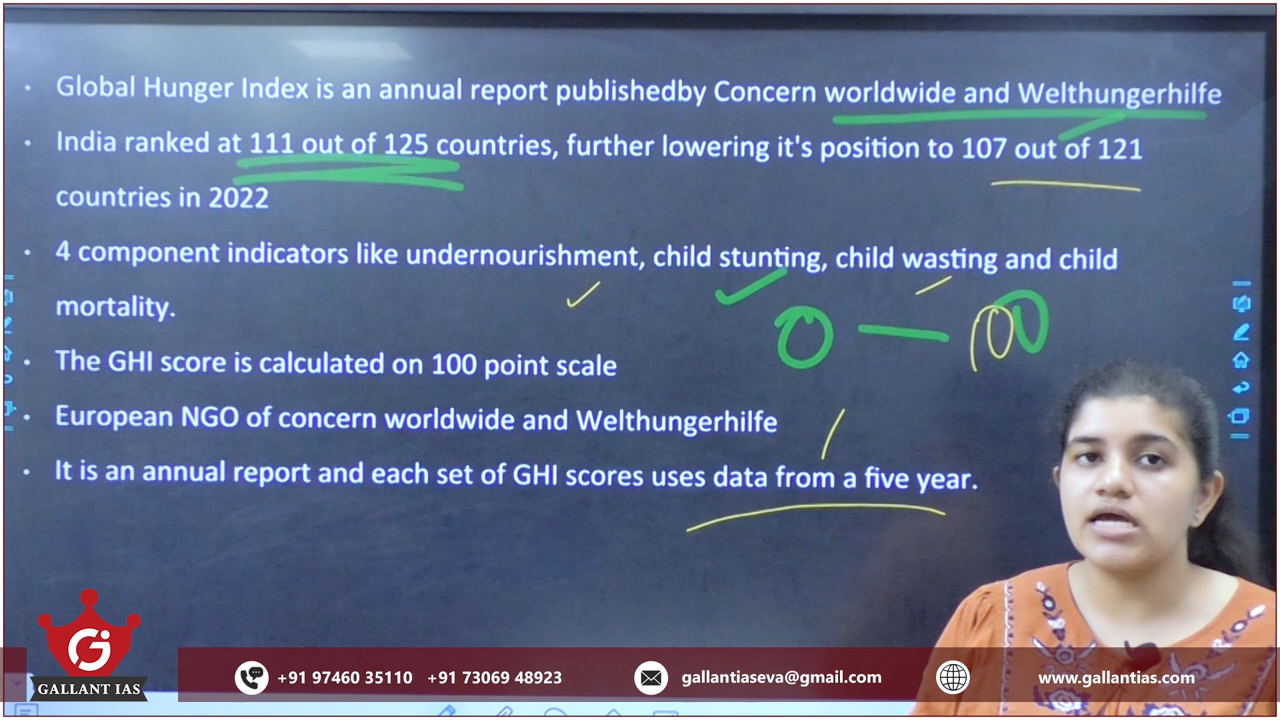 Global Hunger Index is an annual report publishedby Concern worldwide and Welthungerhilfe
India ranked at 111 out of 125 countries, further lowering it's position to 107 out of 121
countries in 2022
4 component indicators like undernourishment, child stunting, child wasting and child
mortality.
0 — 100
The GHI score is calculated on 100 point scale
European NGO of concern worldwide and Welthungerhilfe
It is an annual report and each set of GHI scores uses data from a five year.
Gi
GALLANT IAS
+91 97460 35110 +91 73069 48923
gallantiaseva@gmail.com
www.gallantias.com